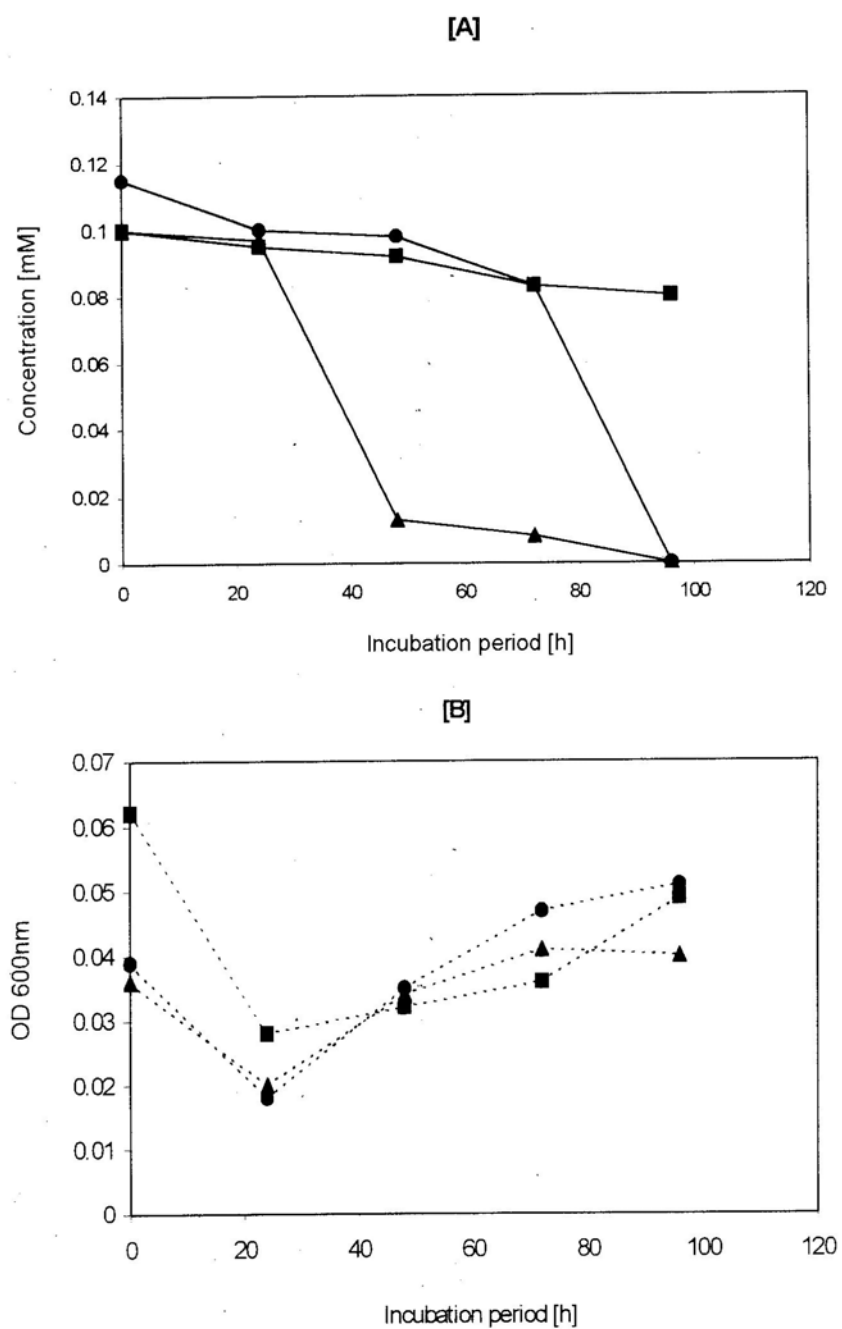 [A]
0.14
0.12
0.1
0.08
0.06
0.04
0.02
0
Concentration [mM]
0 20 40 60 80 100 120
Incubation period [h]
[B]
0.07
0.06
0.05
0.04
0.03
0.02
0.01
0
OD 600nm
0 20 40 60 80 100 120
Incubation period [h]